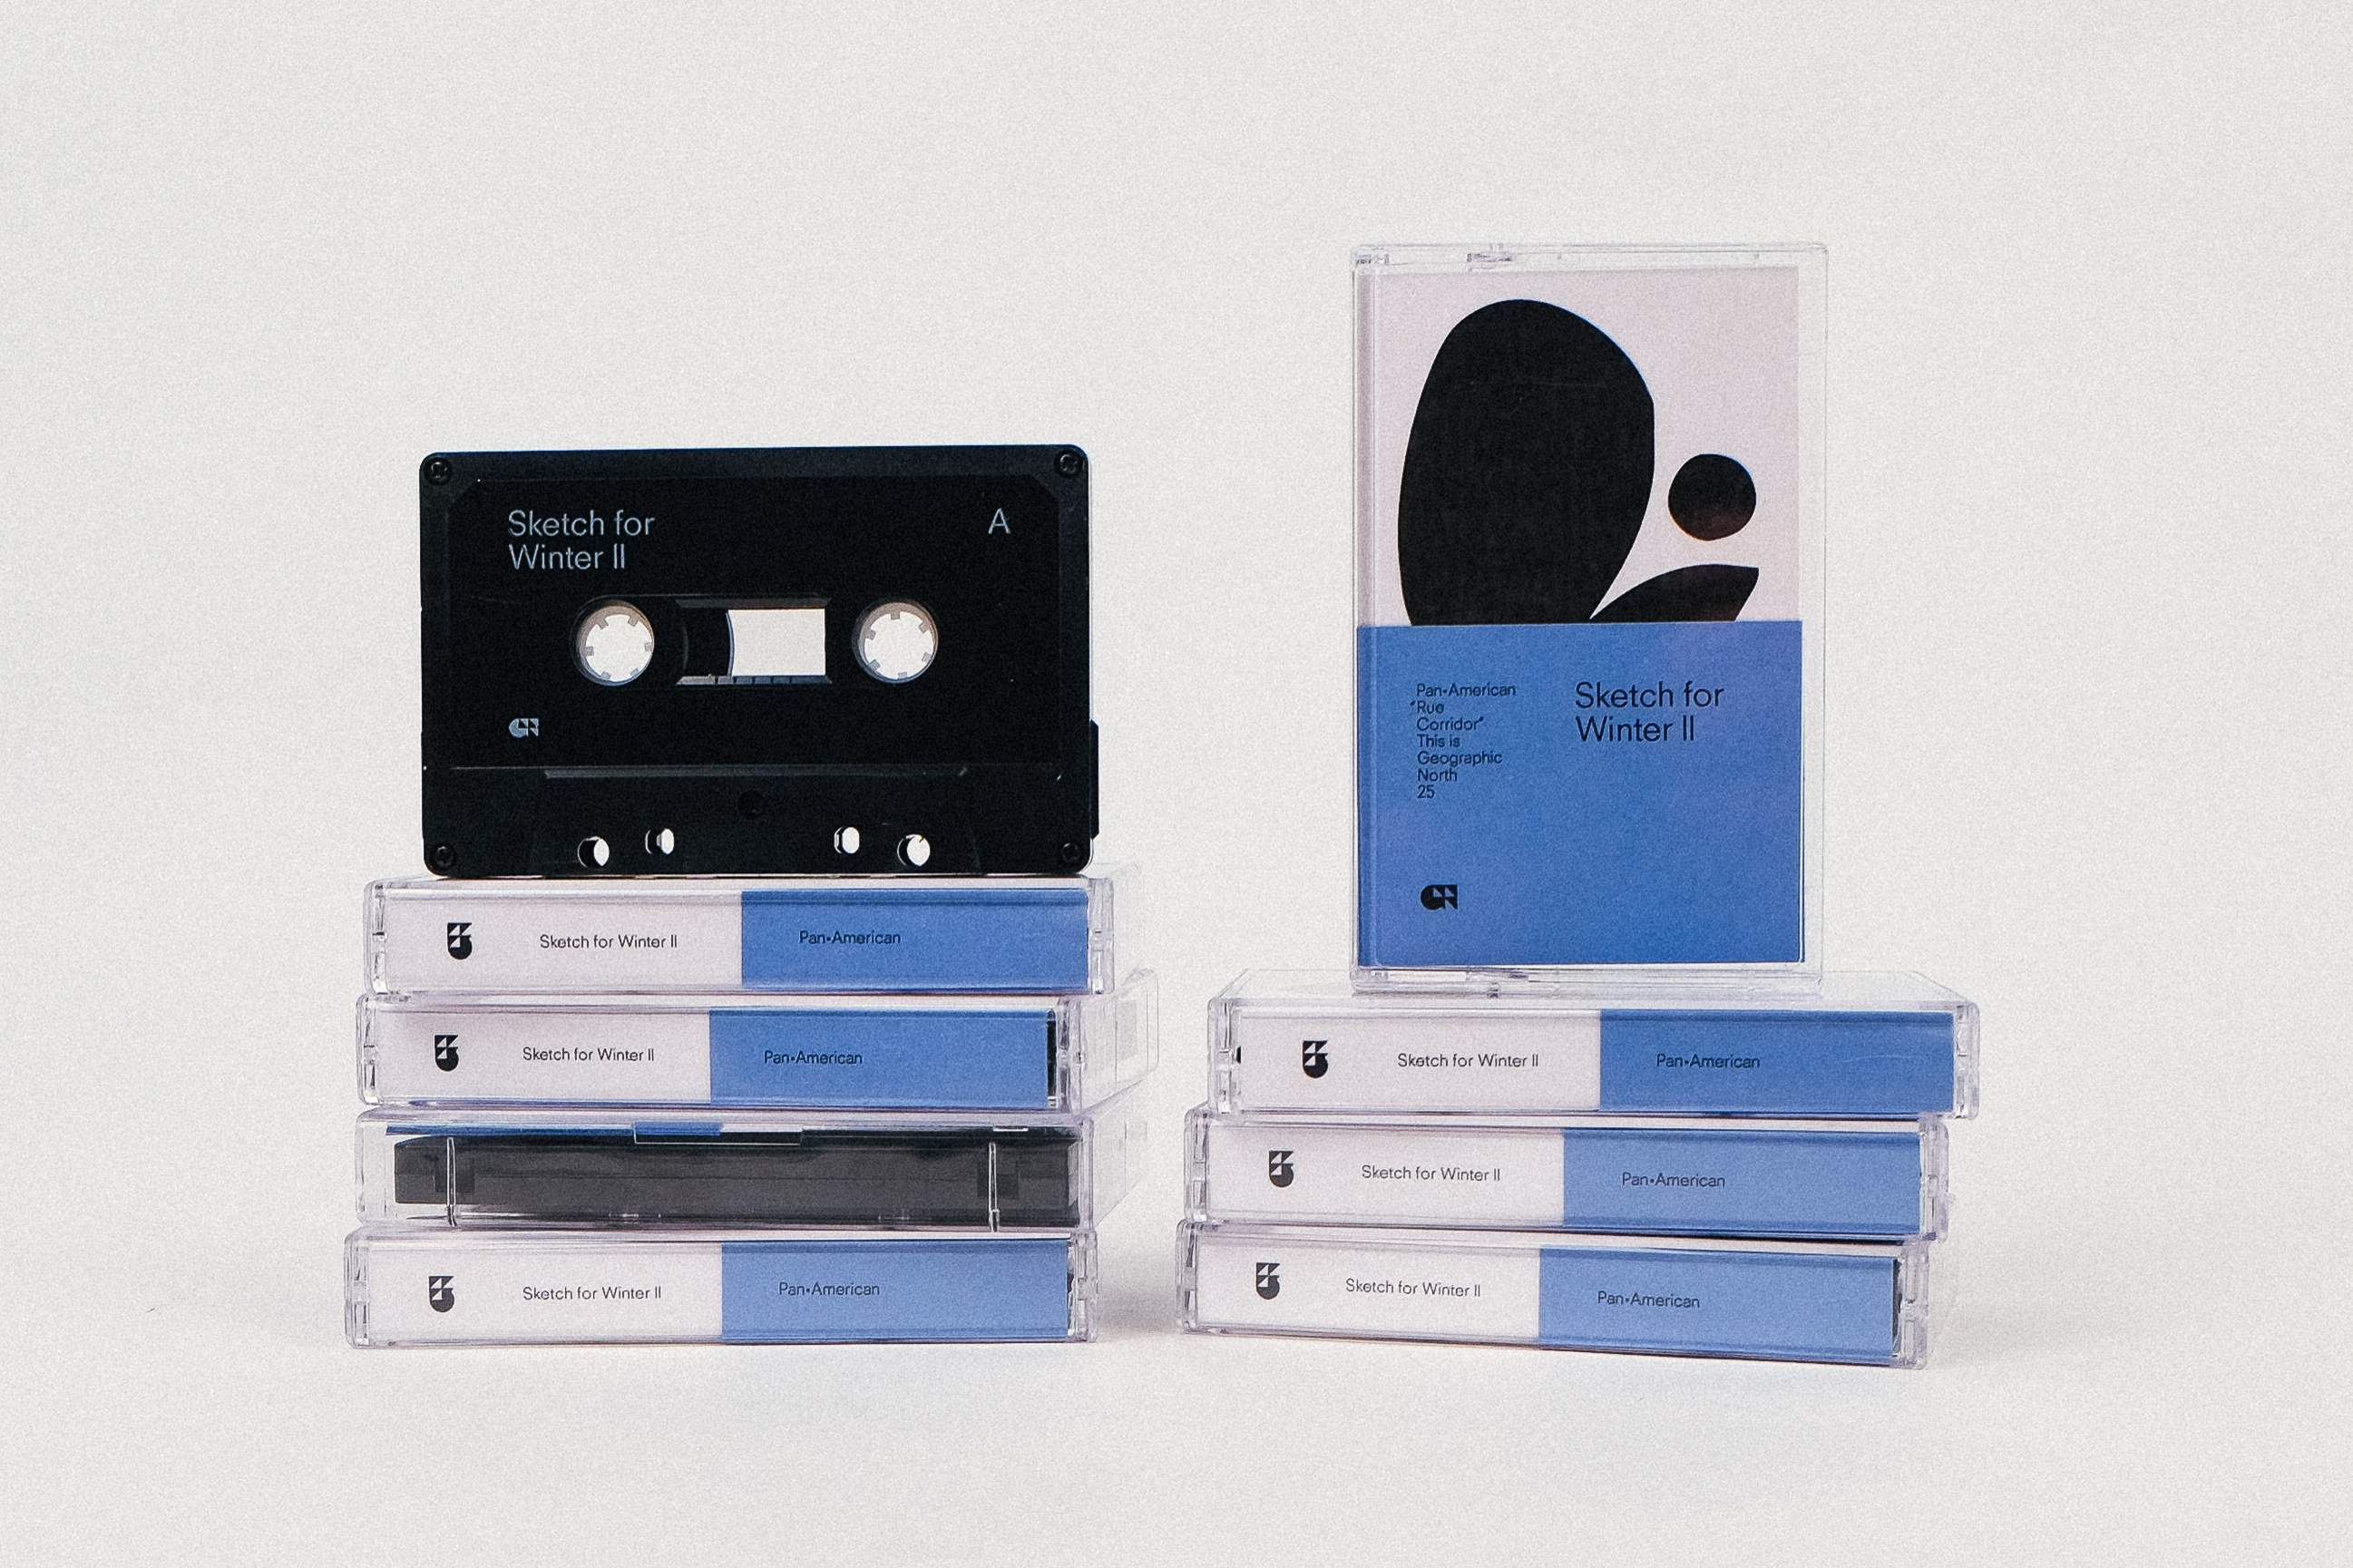 Sketch for
Winter II
A
GN
Sketch for Winter II
Pan•American
Sketch for Winter II
Pan•American
Sketch for Winter II
Pan•American
Pan•American
“Rue
Corridor”
This is
Geographic
North
25
Sketch for
Winter II
GN
Sketch for Winter II
Pan•American
Sketch for Winter II
Pan•American
Sketch for Winter II
Pan•American